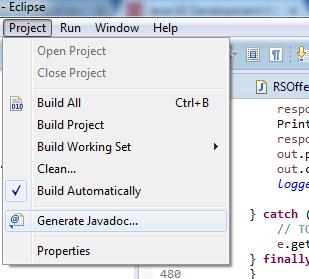 - Eclipse
Project Run Window Help
Open Project
Close Project
Build All Ctrl+B
Build Project
Build Working Set
Clean...
Build Automatically
Generate Javadoc...
Properties
RSOffe
respo
Print
respo
out.p
out.c
logge
} catch (
// TO
e.get
} finally
480
}